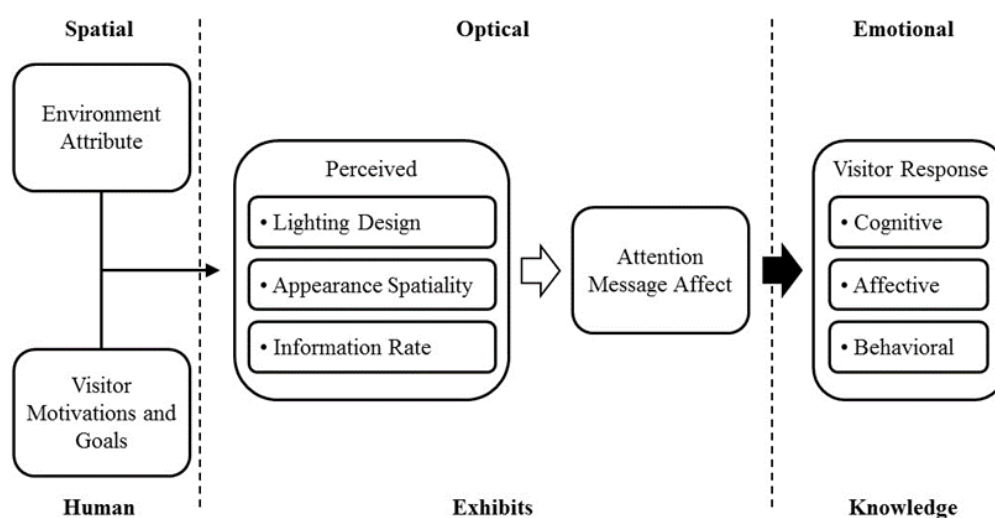 Spatial
Optical
Emotional
Environment
Attribute
Visitor
Motivations and
Goals
Perceived
• Lighting Design
• Appearance Spatiality
• Information Rate
Attention
Message Affect
Visitor Response
• Cognitive
• Affective
• Behavioral
Human
Exhibits
Knowledge